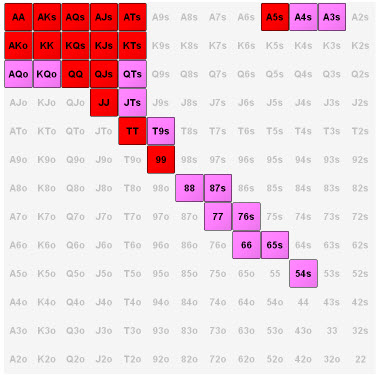 AA AKs AQs AJs ATs A9s A8s A7s A6s A5s A4s A3s A2s
AKo KK KQs KJs KTs K9s K8s K7s K6s K5s K4s K3s K2s
AQo KQo QQ QJs QTs Q9s Q8s Q7s Q6s Q5s Q4s Q3s Q2s
AJo KJo QJo JJ JTs J9s J8s J7s J6s J5s J4s J3s J2s
ATo KTo QTo JTo TT T9s T8s T7s T6s T5s T4s T3s T2s
A9o K9o Q9o J9o T9o 99 98s 97s 96s 95s 94s 93s 92s
A8o K8o Q8o J8o T8o 98o 88 87s 86s 85s 84s 83s 82s
A7o K7o Q7o J7o T7o 97o 87o 77 76s 75s 74s 73s 72s
A6o K6o Q6o J6o T6o 96o 86o 76o 66 65s 64s 63s 62s
A5o K5o Q5o J5o T5o 95o 85o 75o 65o 55 54s 53s 52s
A4o K4o Q4o J4o T4o 94o 84o 74o 64o 54o 44 43s 42s
A3o K3o Q3o J3o T3o 93o 83o 73o 63o 53o 43o 33 32s
A2o K2o Q2o J2o T2o 92o 82o 72o 62o 52o 42o 32o 22